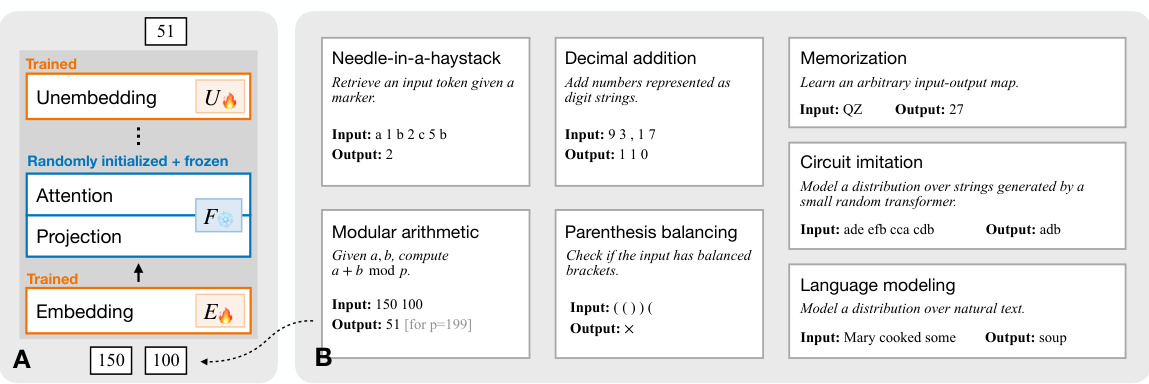 51
Trained
Unembedding
U
⋮
Randomly initialized + frozen
Attention
F
Projection
Trained
Embedding
E
A
150 100
Needle-in-a-haystack
Retrieve an input token given a
marker.
Input: a 1 b 2 c 5 b
Output: 2
Decimal addition
Add numbers represented as
digit strings.
Input: 9 3 , 1 7
Output: 1 1 0
Memorization
Learn an arbitrary input-output map.
Input: QZ Output: 27
Circuit imitation
Model a distribution over strings generated by a
small random transformer.
Input: ade efb cca cdb Output: adb
Modular arithmetic
Given a, b, compute
a + b mod p.
Input: 150 100
Output: 51 [for p=199]
Parenthesis balancing
Check if the input has balanced
brackets.
Input: ( ( ) ) (
Output: ×
Language modeling
Model a distribution over natural text.
Input: Mary cooked some Output: soup
B